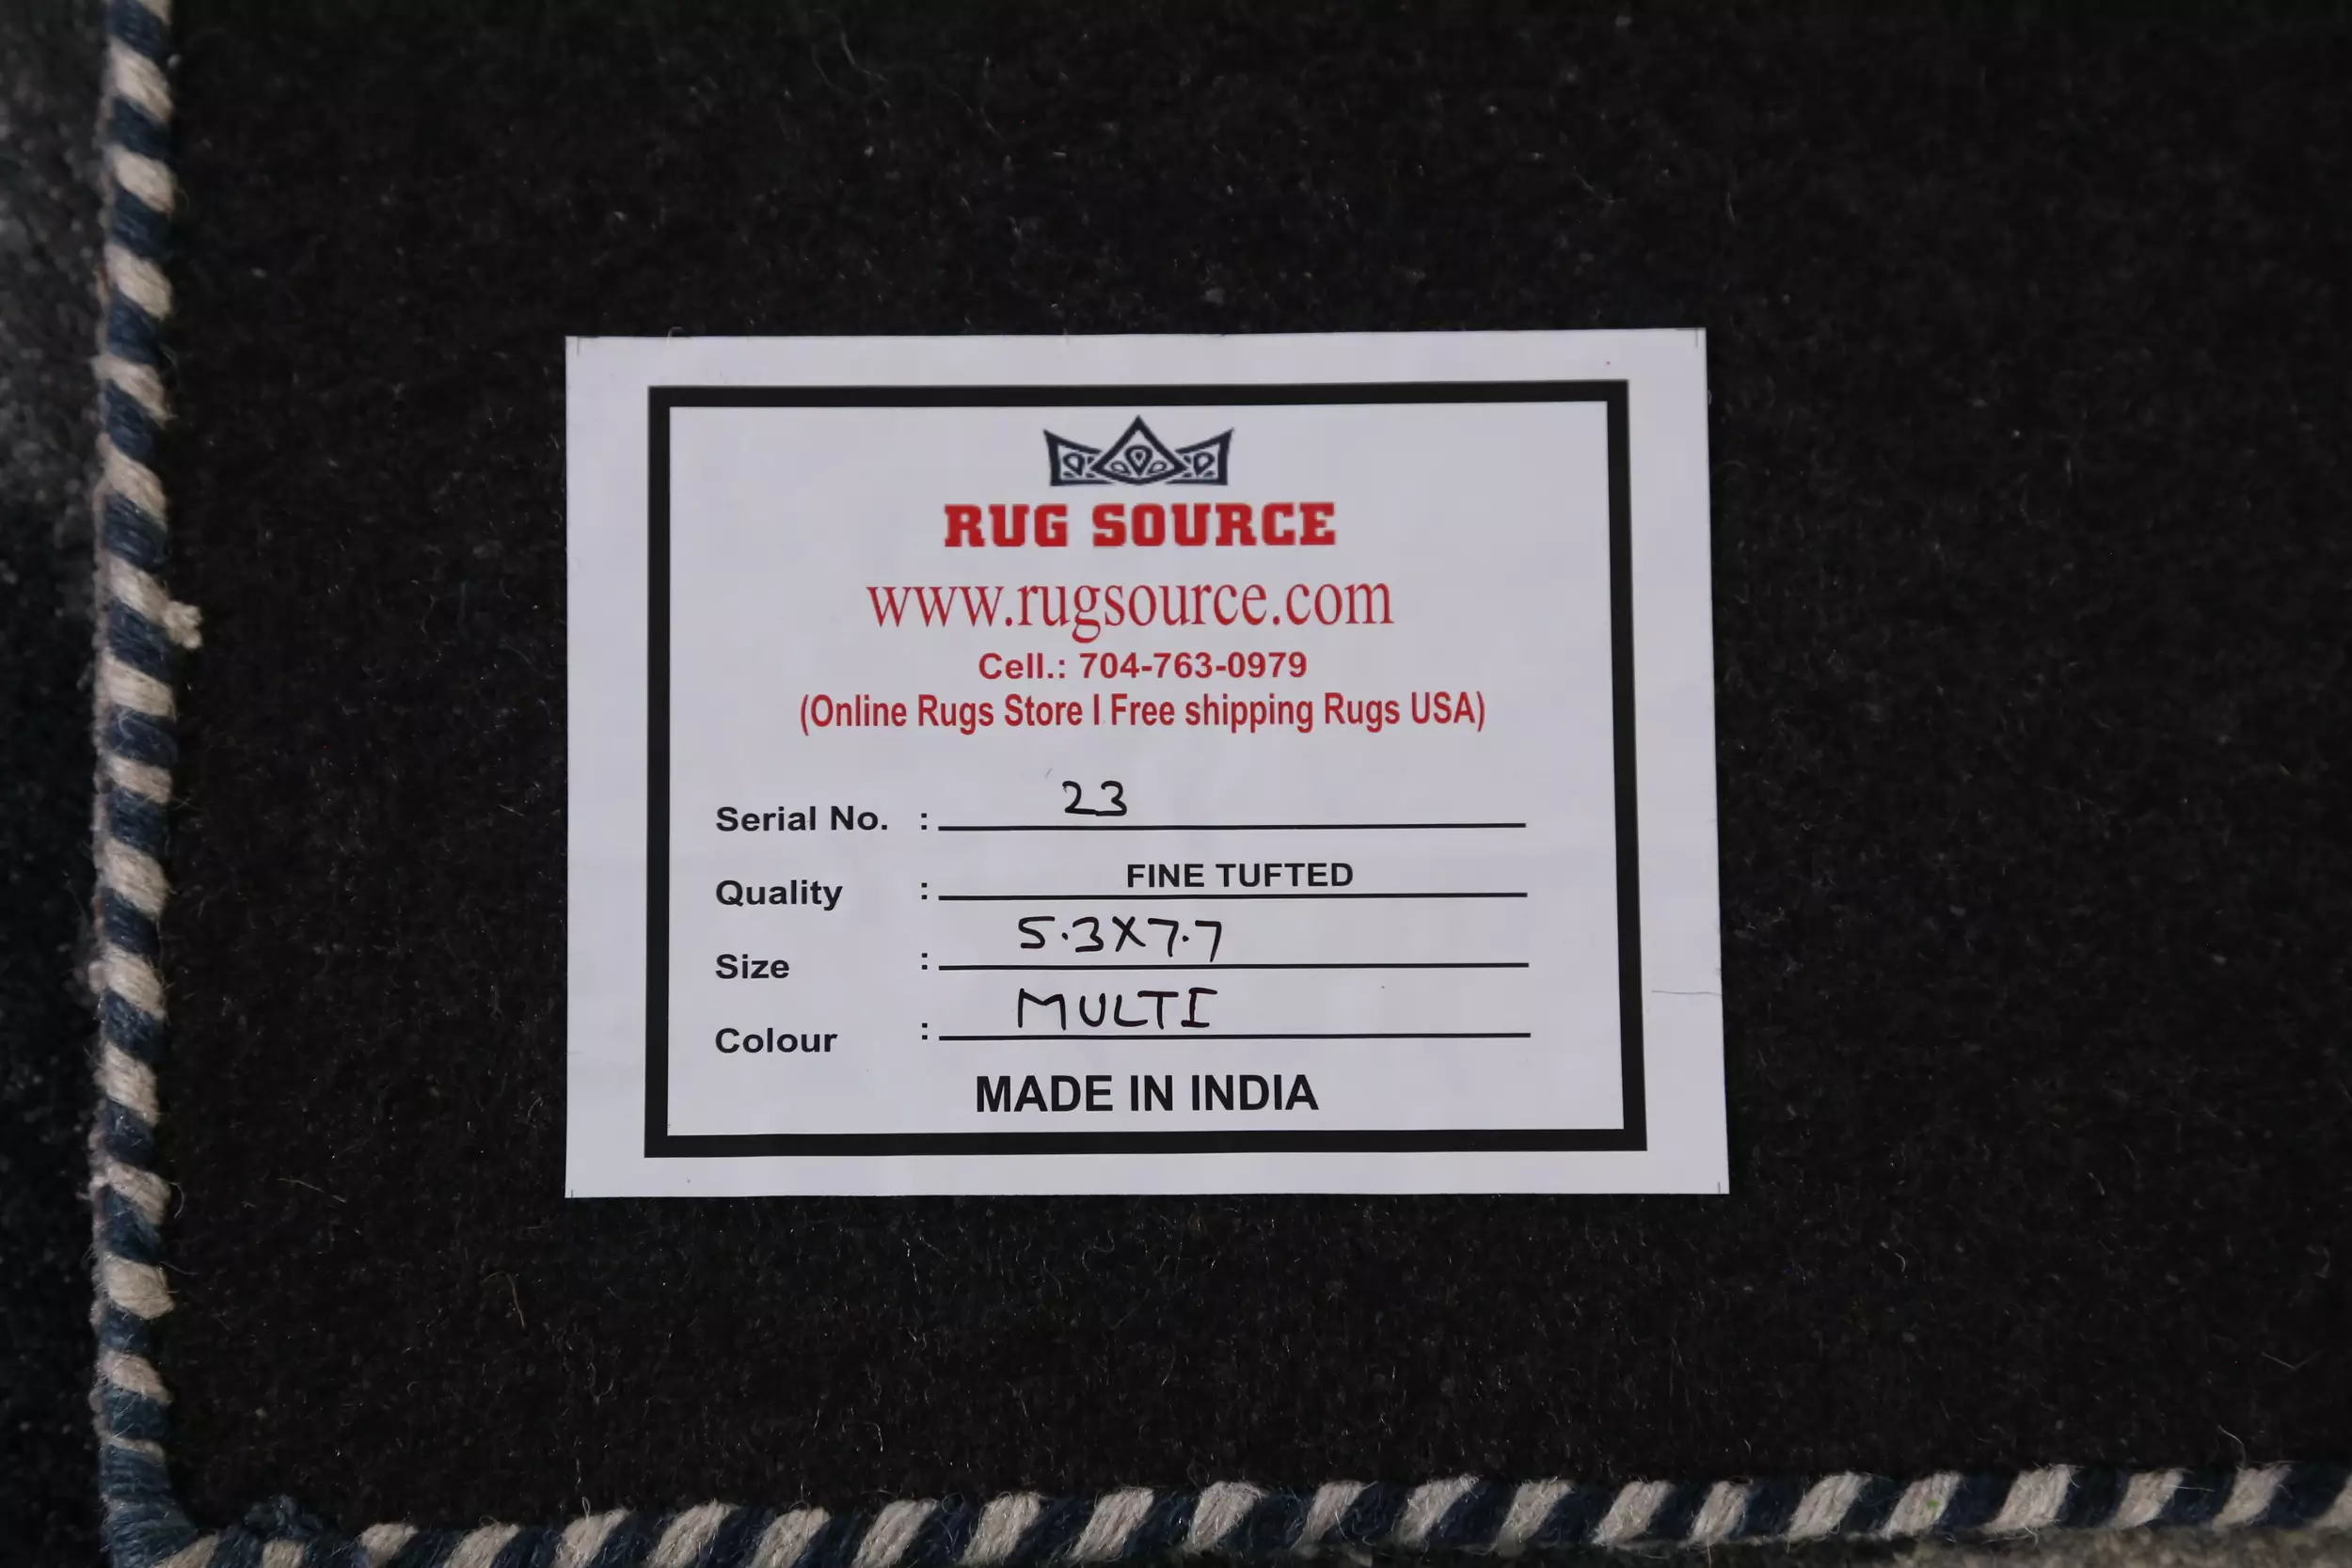 RUG SOURCE
www.rugsource.com
Cell.: 704-763-0979
(Online Rugs Store I Free shipping Rugs USA)
Serial No. : 23
Quality : FINE TUFTED
Size : 5.3X7.7
Colour : MULTI
MADE IN INDIA